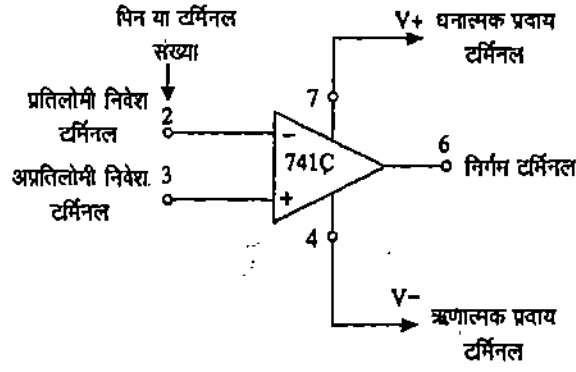 पिन या टर्मिनल
संख्या
V+ धनात्मक प्रदाय
टर्मिनल
7
प्रतिलोमी निवेश
टर्मिनल
2
−
741C
6
निर्गम टर्मिनल
अप्रतिलोमी निवेश
टर्मिनल
3
+
4
V− ऋणात्मक प्रदाय
टर्मिनल